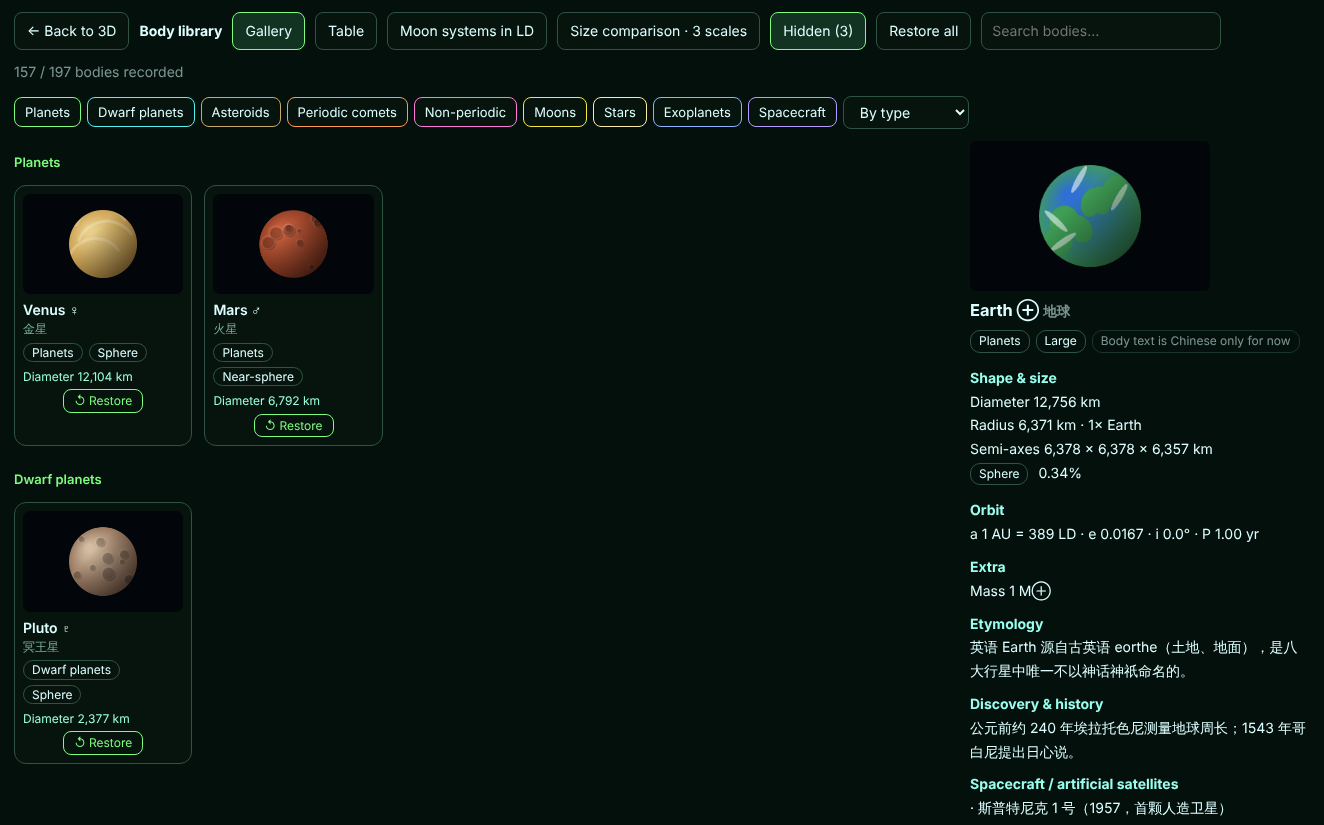 ← Back to 3D Body library Gallery Table Moon systems in LD Size comparison · 3 scales Hidden (3) Restore all Search bodies...
157 / 197 bodies recorded
Planets Dwarf planets Asteroids Periodic comets Non-periodic Moons Stars Exoplanets Spacecraft By type
Planets
Venus ♀
金星
Planets Sphere
Diameter 12,104 km
↺ Restore
Mars ♂
火星
Planets
Near-sphere
Diameter 6,792 km
↺ Restore
Dwarf planets
Pluto ♇
冥王星
Dwarf planets
Sphere
Diameter 2,377 km
↺ Restore
Earth ⊕ 地球
Planets Large Body text is Chinese only for now
Shape & size
Diameter 12,756 km
Radius 6,371 km · 1× Earth
Semi-axes 6,378 × 6,378 × 6,357 km
Sphere 0.34%
Orbit
a 1 AU = 389 LD · e 0.0167 · i 0.0° · P 1.00 yr
Extra
Mass 1 M⊕
Etymology
英语 Earth 源自古英语 eorthe（土地、地面），是八
大行星中唯一不以神话神祇命名的。
Discovery & history
公元前约 240 年埃拉托色尼测量地球周长；1543 年哥
白尼提出日心说。
Spacecraft / artificial satellites
· 斯普特尼克 1 号（1957，首颗人造卫星）